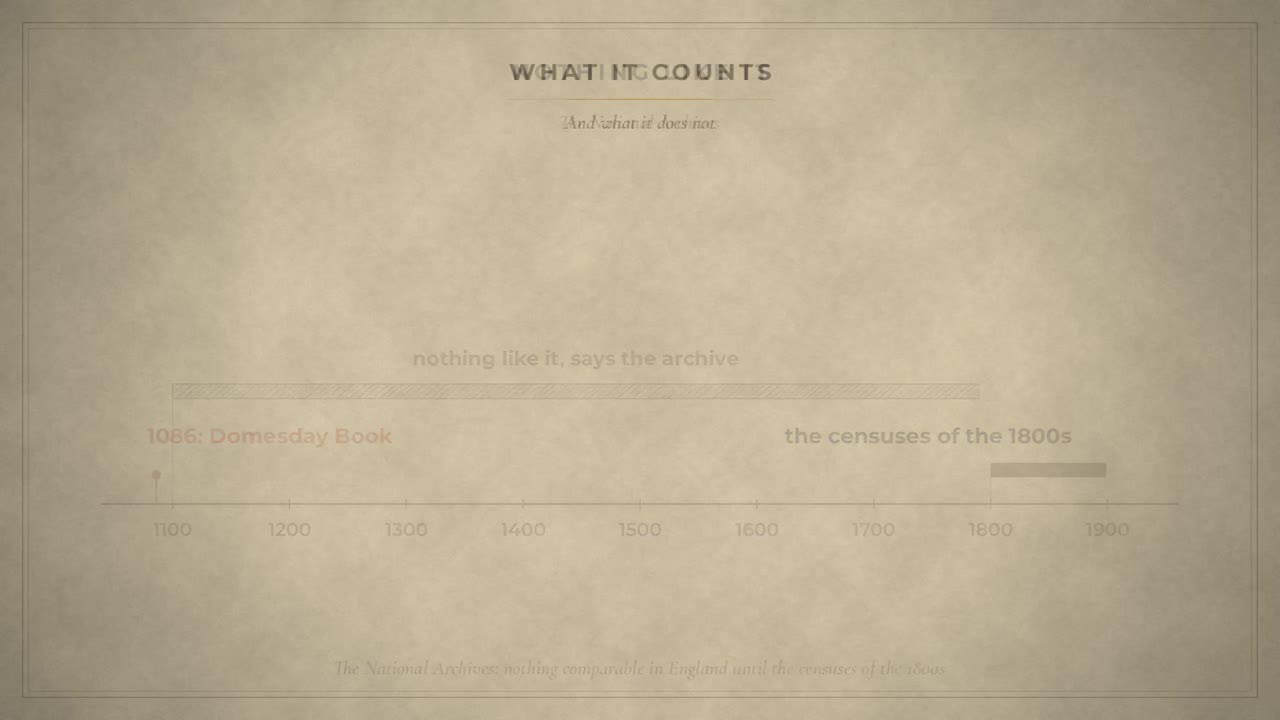 WHAT IT COUNTS
And what it does not
nothing like it, says the archive
1086: Domesday Book
the censuses of the 1800s
1100 1200 1300 1400 1500 1600 1700 1800 1900
The National Archives: nothing comparable in England until the censuses of the 1800s